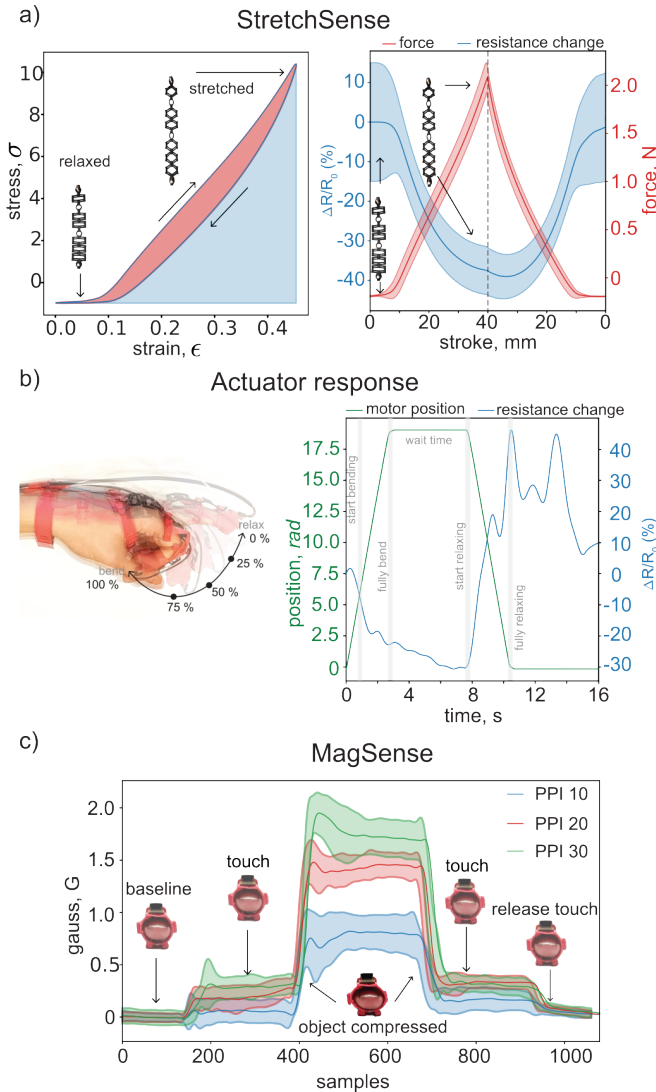 a)
StretchSense
10
8
6
4
2
0
stress, σ
relaxed
stretched
0.0
0.1
0.2
0.3
0.4
strain, ϵ
force
resistance change
10
0
-10
-20
-30
-40
ΔR/R₀ (%)
2.0
1.5
1.0
0.5
0
force, N
0
20
40
20
0
stroke, mm
b)
Actuator response
relax
0 %
25 %
50 %
75 %
bend
100 %
motor position
resistance change
17.5
15.0
12.5
10.0
7.5
5.0
2.5
0
position, rad
start bending
fully bend
wait time
start relaxing
fully relaxing
40
30
20
10
0
-10
-20
-30
ΔR/R₀ (%)
0
4
8
12
16
time, s
c)
MagSense
2.0
1.5
1.0
0.5
0
gauss, G
baseline
touch
object compressed
touch
release touch
PPI 10
PPI 20
PPI 30
0
200
400
600
800
1000
samples